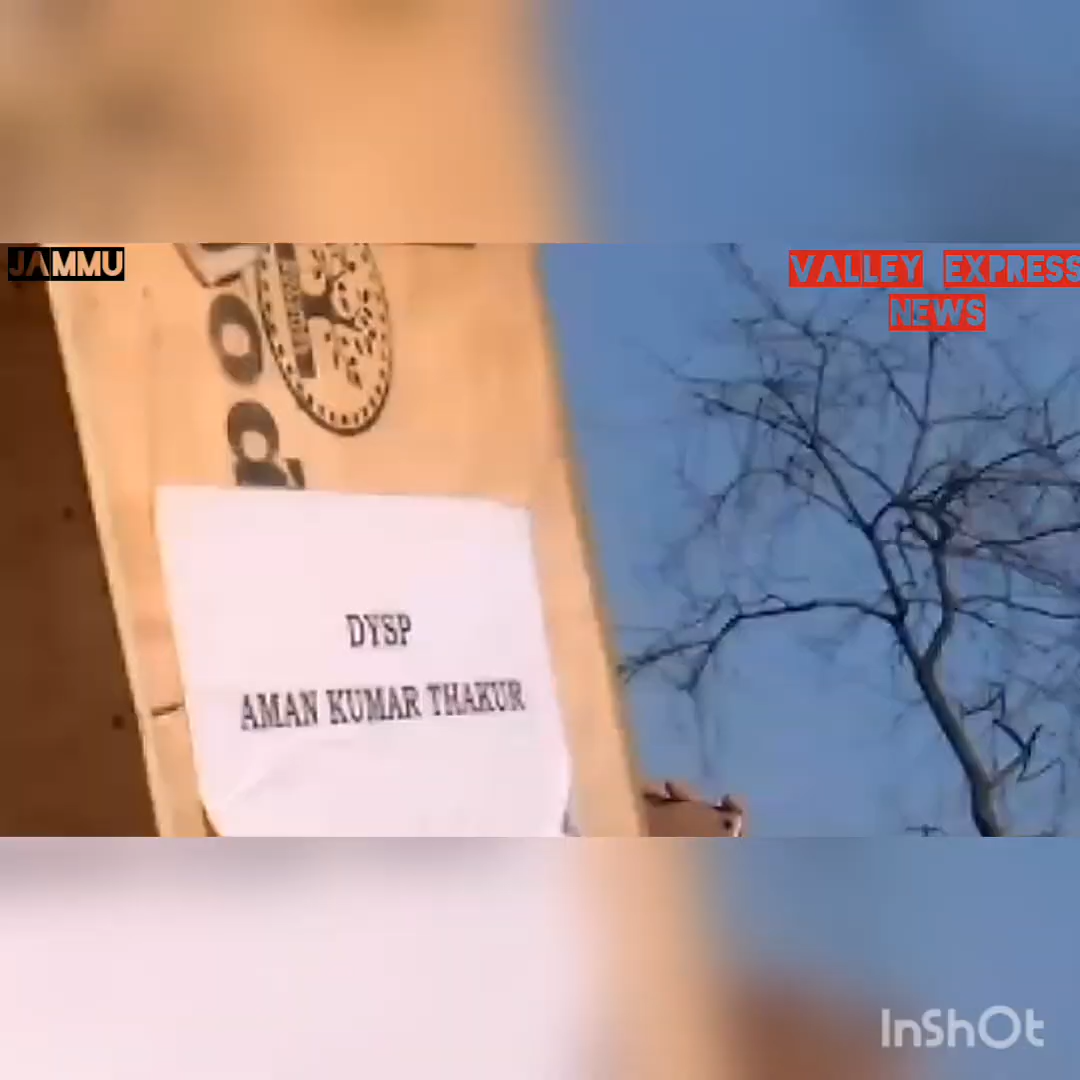 JAMMU
VALLEY EXPRESS
NEWS
DYSP
AMAN KUMAR THAKUR
InShOt